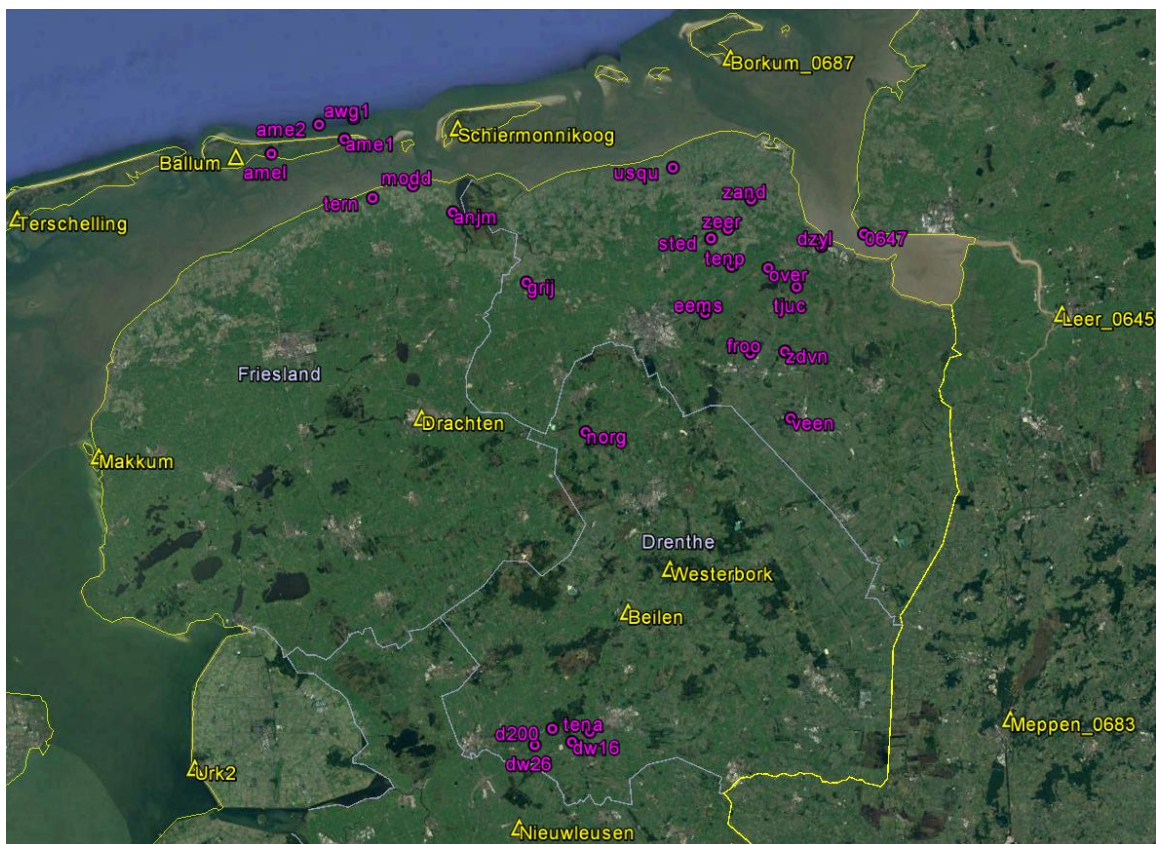 Borkum_0687
awg1
ame2
Schiermonnikoog
ame1
Ballum
amel
usqu
modd
zand
tern
anjm
Terschelling
zeer
sted
dzyl
0647
tenp
over
grij
eems
tjuc
Leer_0645
froo
zdvn
Friesland
Drachten
veen
norg
Makkum
Drenthe
Westerbork
Beilen
tena
d200
dw16
Meppen_0683
dw26
Urk2
Nieuwleusen